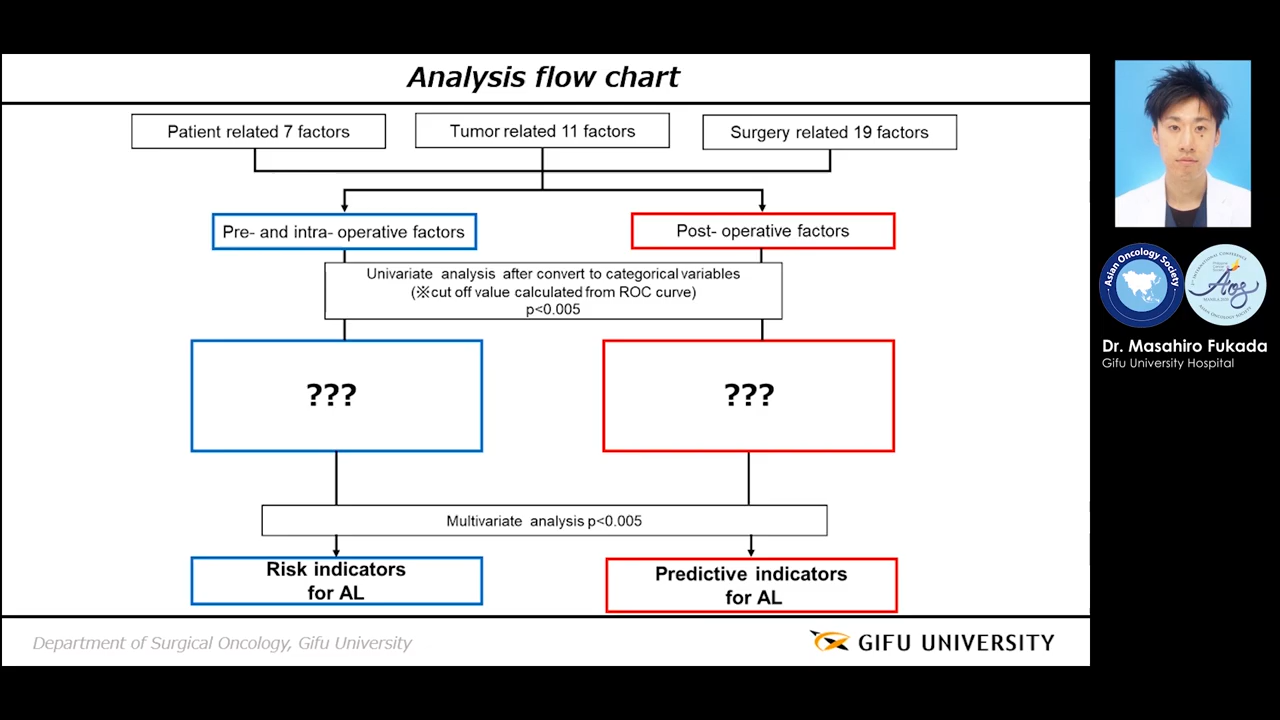 Analysis flow chart
Patient related 7 factors
Tumor related 11 factors
Surgery related 19 factors
Pre- and intra- operative factors
Post- operative factors
Univariate analysis after convert to categorical variables
(※cut off value calculated from ROC curve)
p<0.005
???
???
Multivariate analysis p<0.005
Risk indicators
for AL
Predictive indicators
for AL
Department of Surgical Oncology, Gifu University
GIFU UNIVERSITY
Asian Oncology Society
Dr. Masahiro Fukada
Gifu University Hospital